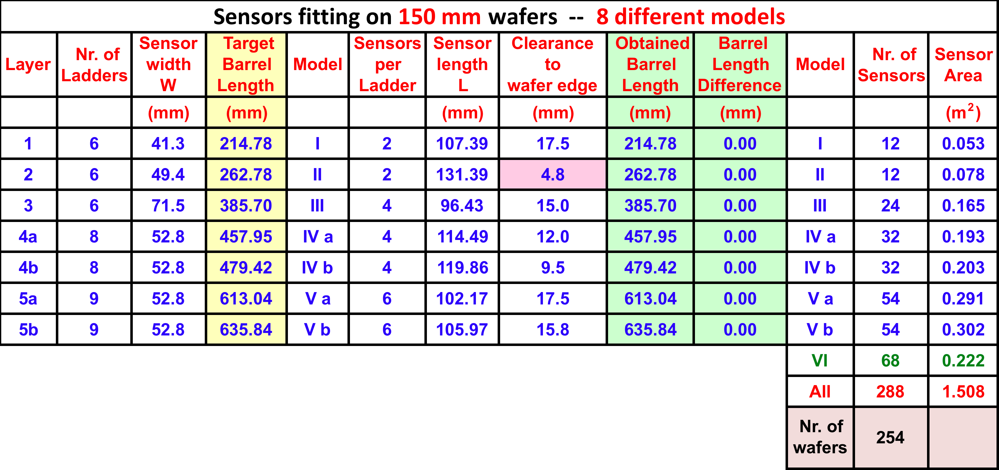 Sensors fitting on 150 mm wafers -- 8 different models
Layer | Nr. of Ladders | Sensor width W | Target Barrel Length | Model | Sensors per Ladder | Sensor length L | Clearance to wafer edge | Obtained Barrel Length | Barrel Length Difference | Model | Nr. of Sensors | Sensor Area
(mm) | (mm) | (mm) | (mm) | (mm) | (mm) | (m²)
1 | 6 | 41.3 | 214.78 | I | 2 | 107.39 | 17.5 | 214.78 | 0.00 | I | 12 | 0.053
2 | 6 | 49.4 | 262.78 | II | 2 | 131.39 | 4.8 | 262.78 | 0.00 | II | 12 | 0.078
3 | 6 | 71.5 | 385.70 | III | 4 | 96.43 | 15.0 | 385.70 | 0.00 | III | 24 | 0.165
4a | 8 | 52.8 | 457.95 | IV a | 4 | 114.49 | 12.0 | 457.95 | 0.00 | IV a | 32 | 0.193
4b | 8 | 52.8 | 479.42 | IV b | 4 | 119.86 | 9.5 | 479.42 | 0.00 | IV b | 32 | 0.203
5a | 9 | 52.8 | 613.04 | V a | 6 | 102.17 | 17.5 | 613.04 | 0.00 | V a | 54 | 0.291
5b | 9 | 52.8 | 635.84 | V b | 6 | 105.97 | 15.8 | 635.84 | 0.00 | V b | 54 | 0.302
VI | 68 | 0.222
All | 288 | 1.508
Nr. of wafers | 254